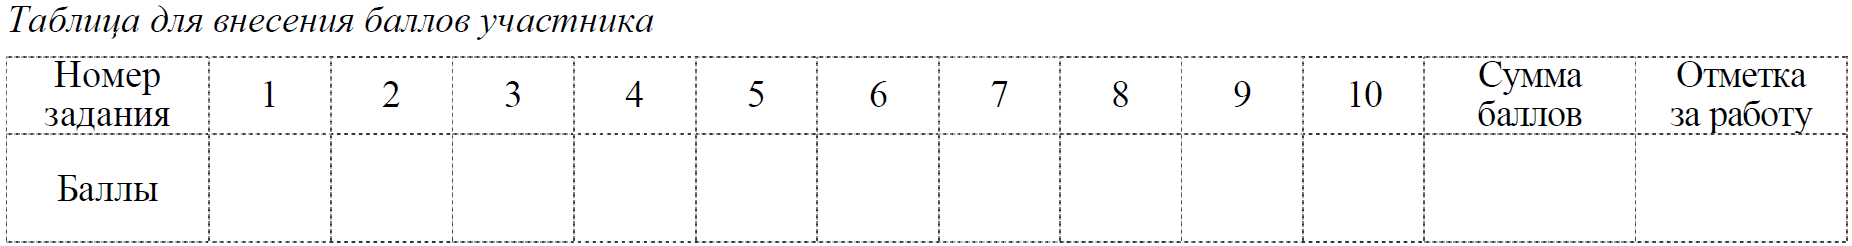 Таблица для внесения баллов участника
Номер задания 1 2 3 4 5 6 7 8 9 10 Сумма баллов Отметка за работу
Баллы